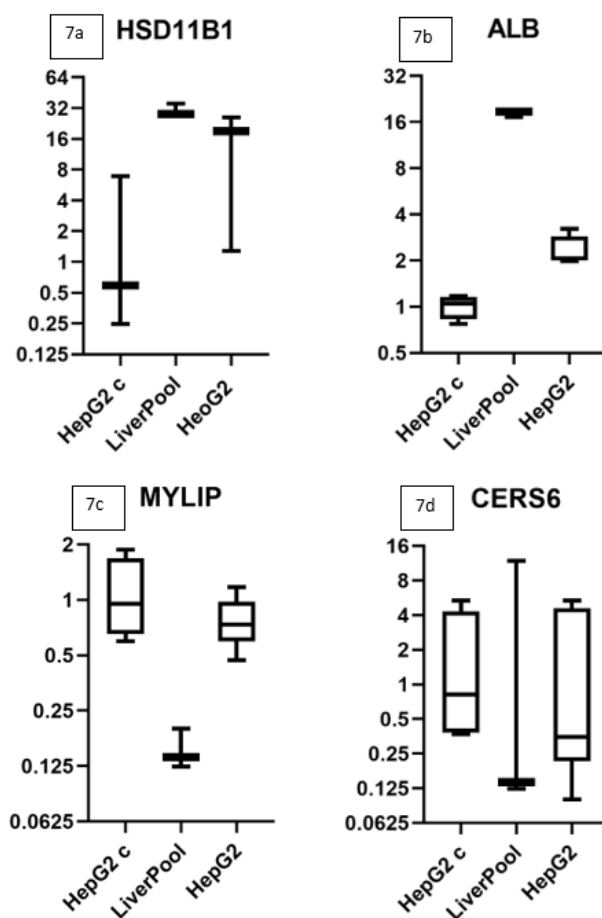 7a HSD11B1
64
32
16
8
4
2
1
0.5
0.25
0.125
HepG2 c
LiverPool
HeoG2
7b ALB
32
16
8
4
2
1
0.5
HepG2 c
LiverPool
HepG2
7c MYLIP
2
1
0.5
0.25
0.125
0.0625
HepG2 c
LiverPool
HepG2
7d CERS6
16
8
4
2
1
0.5
0.25
0.125
0.0625
HepG2 c
LiverPool
HepG2